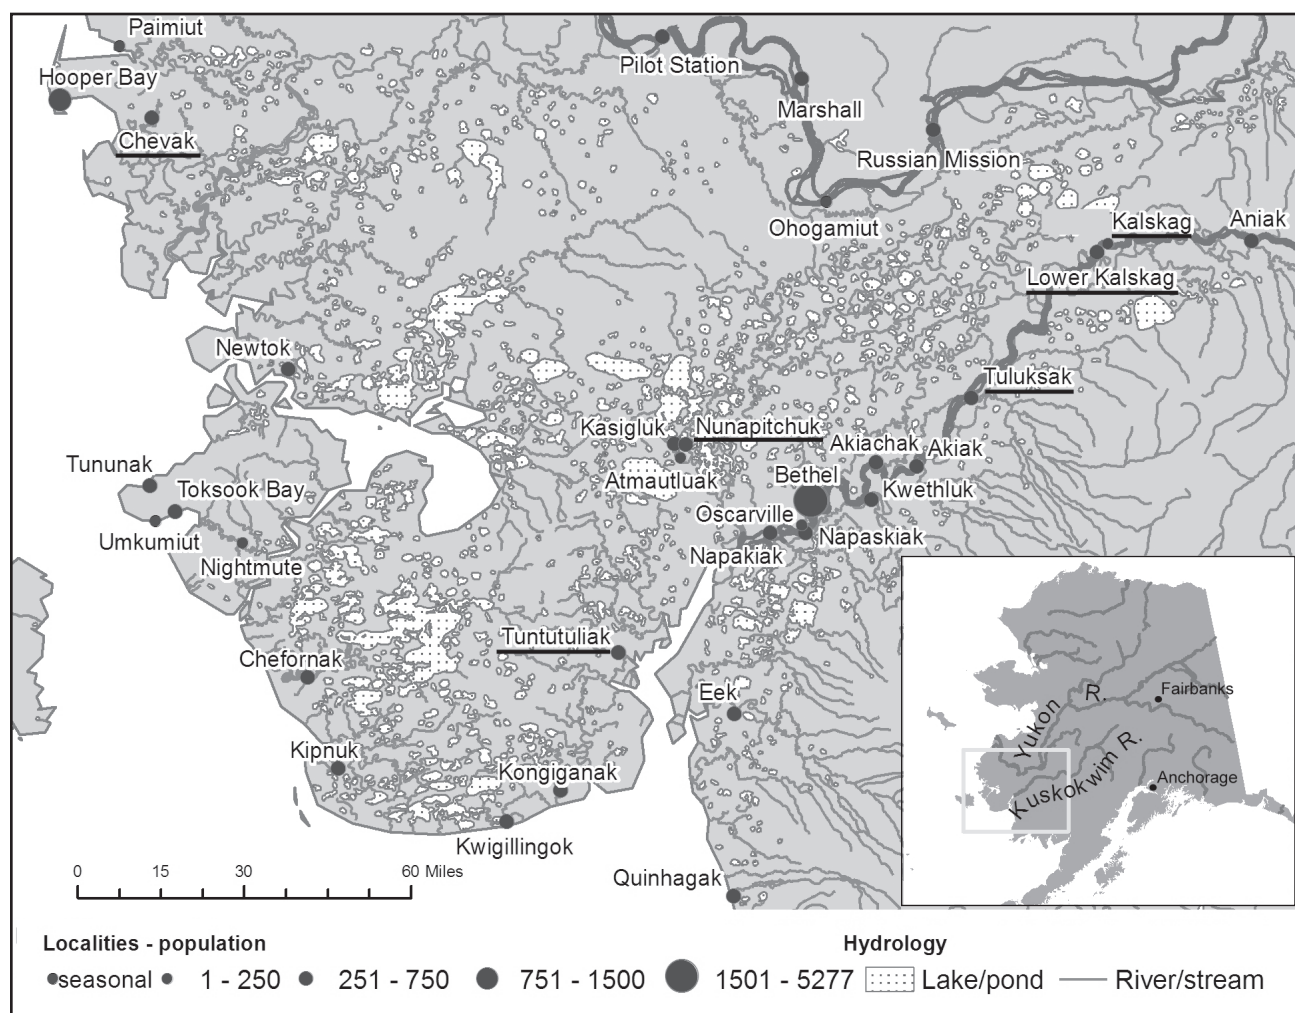 Paimiut
Hooper Bay
Chevak
Pilot Station
Marshall
Russian Mission
Ohogamiut
Kalskag
Aniak
Lower Kalskag
Newtok
Tuluksak
Kasigluk
Nunapitchuk
Akiachak
Akiak
Atmautluak
Bethel
Kwethluk
Tununak
Toksook Bay
Oscarville
Umkumiut
Napaskiak
Nightmute
Napakiak
Tuntutuliak
Chefornak
Eek
Kipnuk
Kongiganak
Kwigillingok
Quinhagak
Yukon R.
Fairbanks
Kuskokwim R.
Anchorage
0 15 30 60 Miles
Localities - population
seasonal 1 - 250 251 - 750 751 - 1500 1501 - 5277
Hydrology
Lake/pond River/stream